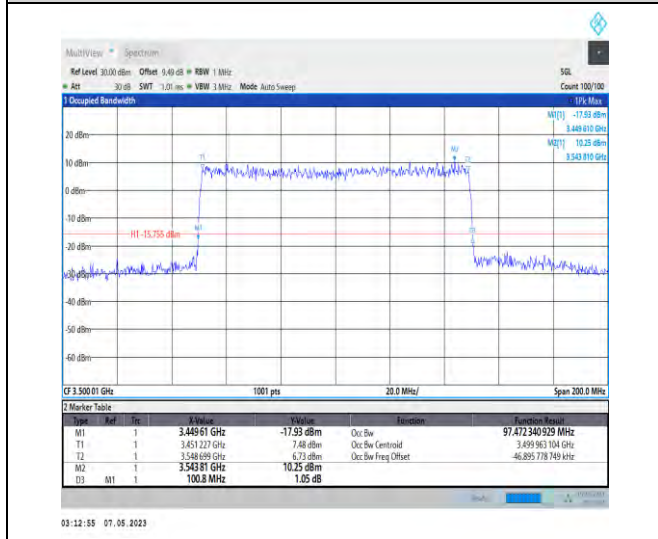 MultiView Spectrum
Ref Level 30.00 dBm Offset 9.49 dB RBW 1 MHz SGL
Att 30 dB SWT 1.01 ms VBW 3 MHz Mode Auto Sweep Count 100/100
1 Occupied Bandwidth 1Pk Max
M1[1] -17.93 dBm
3.449 610 GHz
M2[1] 10.25 dBm
3.543 810 GHz
20 dBm
T1 M2 T2
10 dBm
0 dBm
-10 dBm
H1 -15.755 dBm M1 D3
-20 dBm
-30 dBm
-40 dBm
-50 dBm
-60 dBm
CF 3.500 01 GHz 1001 pts 20.0 MHz/ Span 200.0 MHz
2 Marker Table
Type Ref Trc X-Value Y-Value Function Function Result
M1 1 3.449 61 GHz -17.93 dBm Occ Bw 97.472 340 929 MHz
T1 1 3.451 227 GHz 7.48 dBm Occ Bw Centroid 3.499 963 104 GHz
T2 1 3.548 699 GHz 6.73 dBm Occ Bw Freq Offset -46.895 778 749 kHz
M2 1 3.543 81 GHz 10.25 dBm
D3 M1 1 100.8 MHz 1.05 dB
03:12:55 07.05.2023